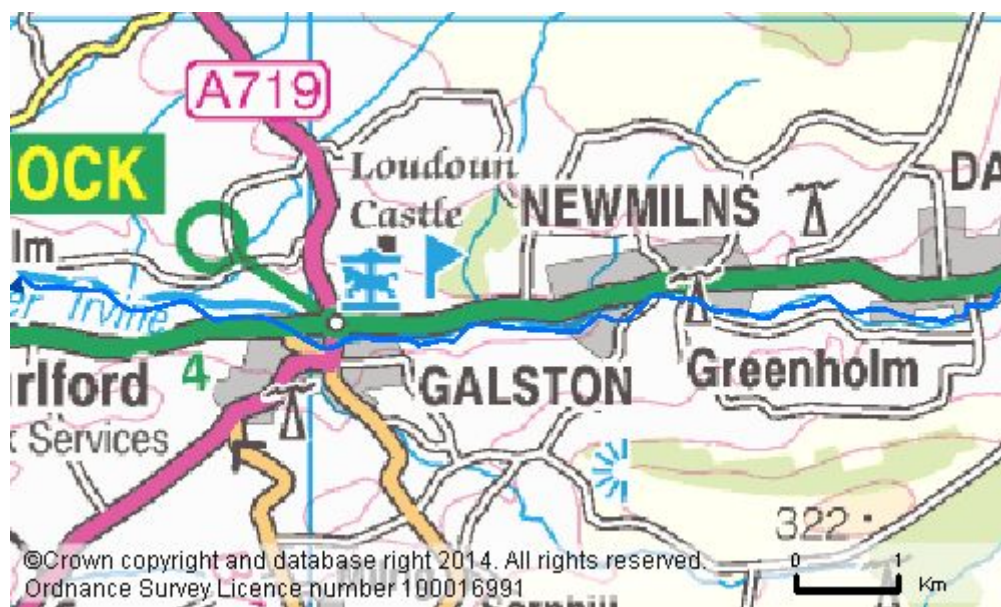 A719
OCK
Loudoun
Castle
NEWMILNS
DA
lm
er Irvine
4
GALSTON
Greenholm
rlford
x Services
322
©Crown copyright and database right 2014. All rights reserved.
Ordnance Survey Licence number 100016991
0 1
Km